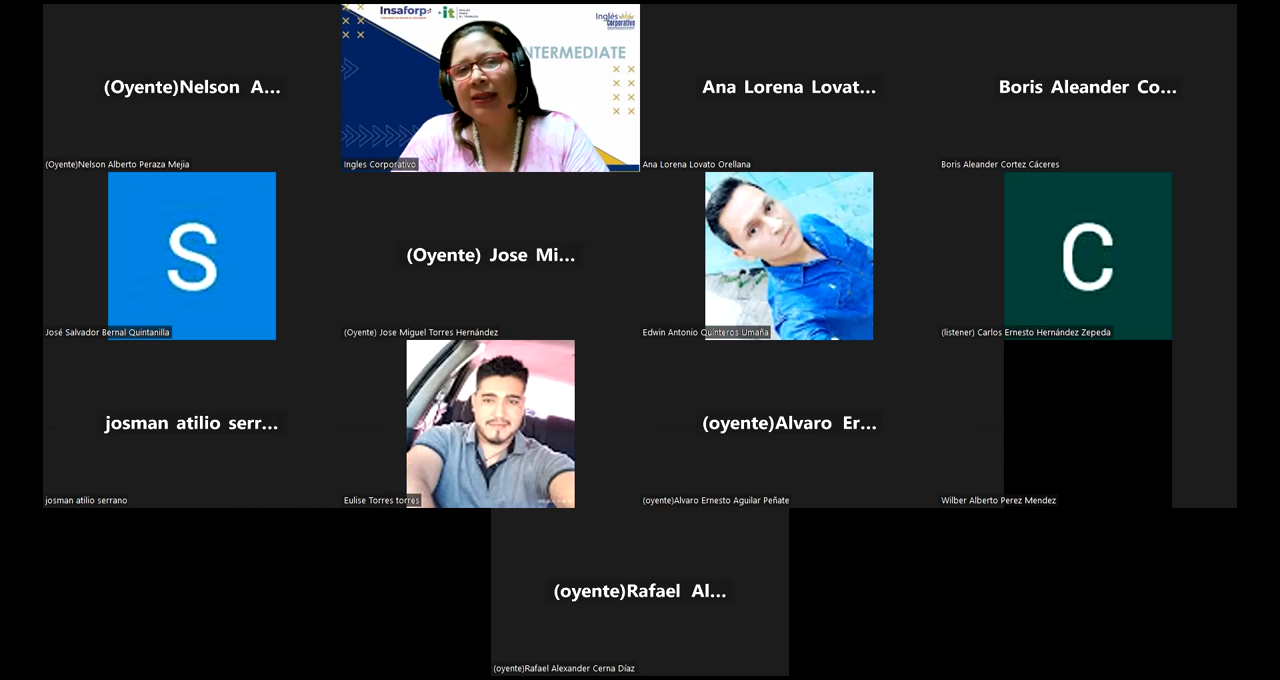 (Oyente)Nelson A...
(Oyente)Nelson Alberto Peraza Mejia
Insaforp
it
Inglés
Corporativo
INTERMEDIATE
Ingles Corporativo
Ana Lorena Lovat...
Ana Lorena Lovato Orellana
Boris Aleander Co...
Boris Aleander Cortez Cáceres
S
José Salvador Bernal Quintanilla
(Oyente) Jose Mi...
(Oyente) Jose Miguel Torres Hernández
Edwin Antonio Quinteros Umaña
C
(listener) Carlos Ernesto Hernández Zepeda
josman atilio serr...
josman atilio serrano
Eulise Torres torres
(oyente)Alvaro Er...
(oyente)Alvaro Ernesto Aguilar Peñate
Wilber Alberto Perez Mendez
(oyente)Rafael Al...
(oyente)Rafael Alexander Cerna Díaz